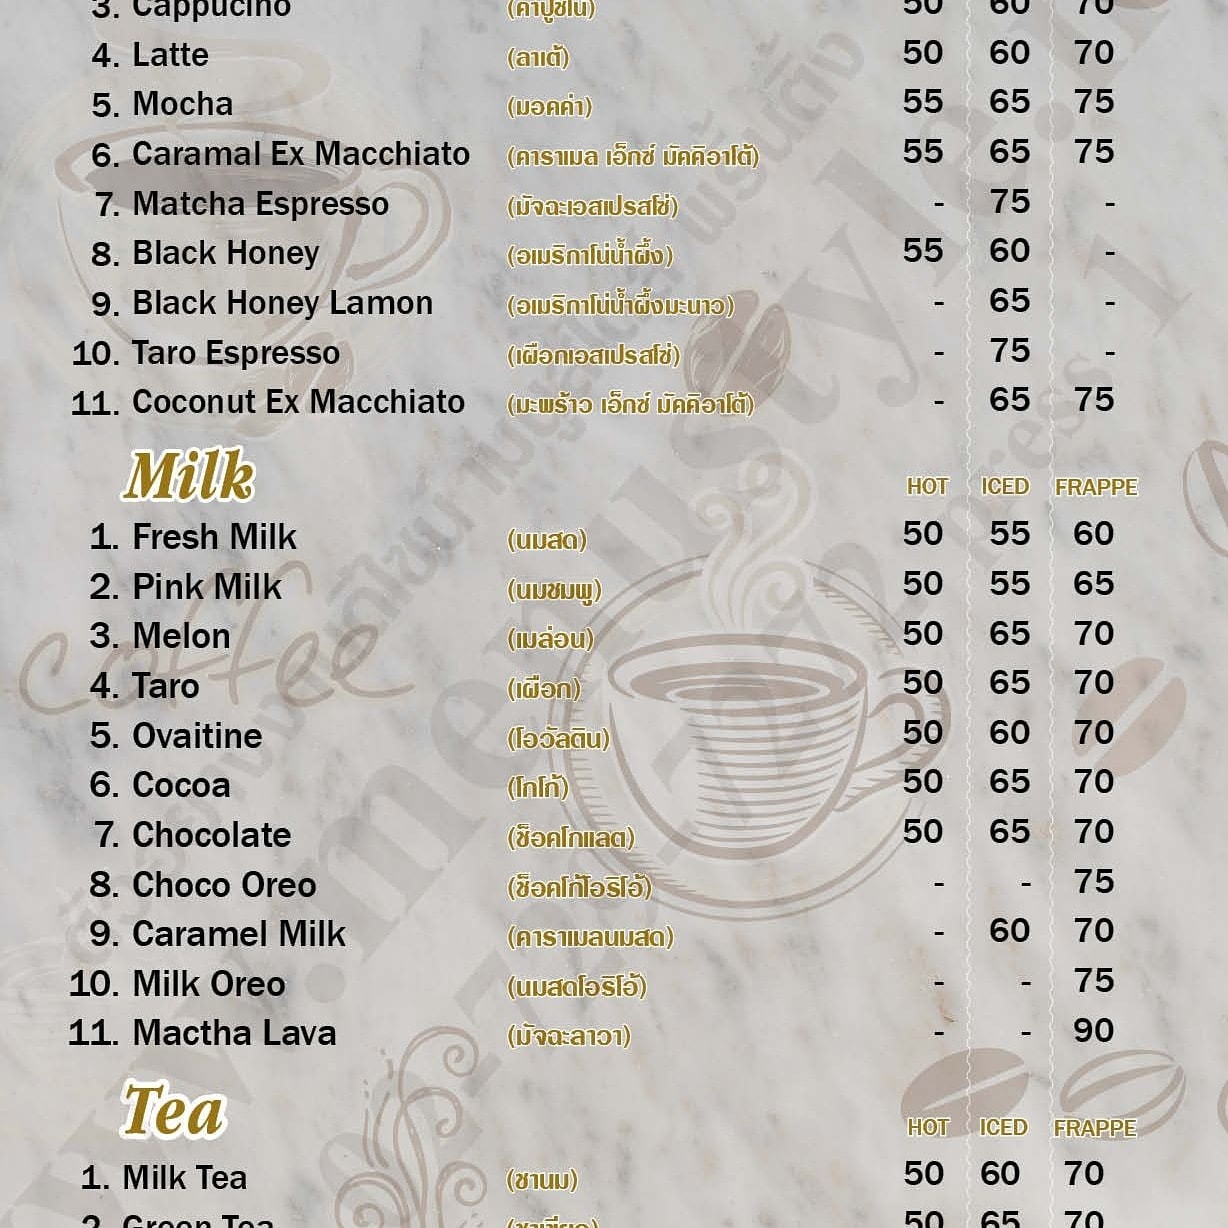 3. Cappucino (คาปูชิโน) 50 60 70
4. Latte (ลาเต้) 50 60 70
5. Mocha (มอคค่า) 55 65 75
6. Caramal Ex Macchiato (คาราเมล เอ็กซ์ มัคคิอาโต้) 55 65 75
7. Matcha Espresso (มัจฉะเอสเปรสโซ่) - 75 -
8. Black Honey (อเมริกาโน่น้ำผึ้ง) 55 60 -
9. Black Honey Lamon (อเมริกาโน่น้ำผึ้งมะนาว) - 65 -
10. Taro Espresso (เผือกเอสเปรสโซ่) - 75 -
11. Coconut Ex Macchiato (มะพร้าว เอ็กซ์ มัคคิอาโต้) - 65 75
Milk HOT ICED FRAPPE
1. Fresh Milk (นมสด) 50 55 60
2. Pink Milk (นมชมพู) 50 55 65
3. Melon (เมล่อน) 50 65 70
4. Taro (เผือก) 50 65 70
5. Ovaitine (โอวัลติน) 50 60 70
6. Cocoa (โกโก้) 50 65 70
7. Chocolate (ช็อคโกแลต) 50 65 70
8. Choco Oreo (ช็อคโก้โอริโอ้) - - 75
9. Caramel Milk (คาราเมลนมสด) - 60 70
10. Milk Oreo (นมสดโอริโอ้) - - 75
11. Mactha Lava (มัจฉะลาวา) - - 90
coffee
Tea HOT ICED FRAPPE
1. Milk Tea (ชานม) 50 60 70
2. Green Tea (ชาเขียว) 50 65 70